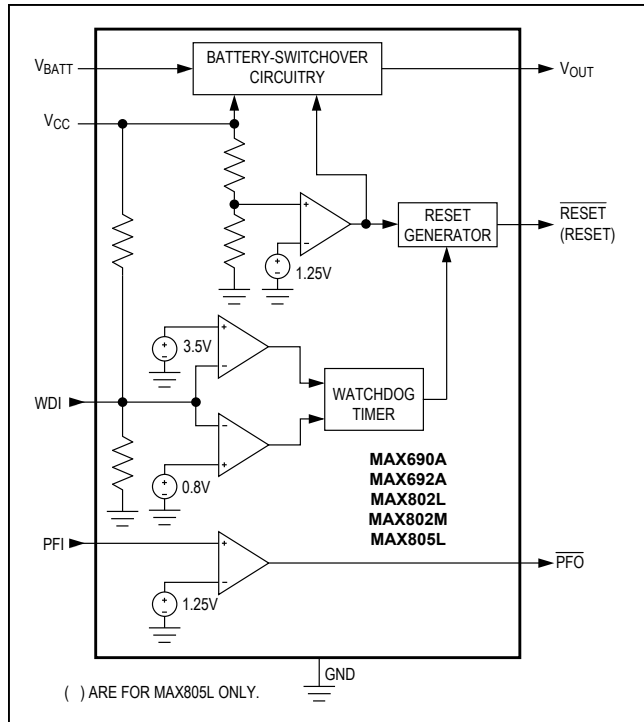 BATTERY-SWITCHOVER
CIRCUITRY
VBATT
VOUT
VCC
RESET
GENERATOR
RESET
(RESET)
+
−
1.25V
+
−
+
−
3.5V
+
−
WATCHDOG
TIMER
WDI
−
+
0.8V
+
−
MAX690A
MAX692A
MAX802L
MAX802M
MAX805L
PFI
+
−
PFO
1.25V
+
−
GND
( ) ARE FOR MAX805L ONLY.